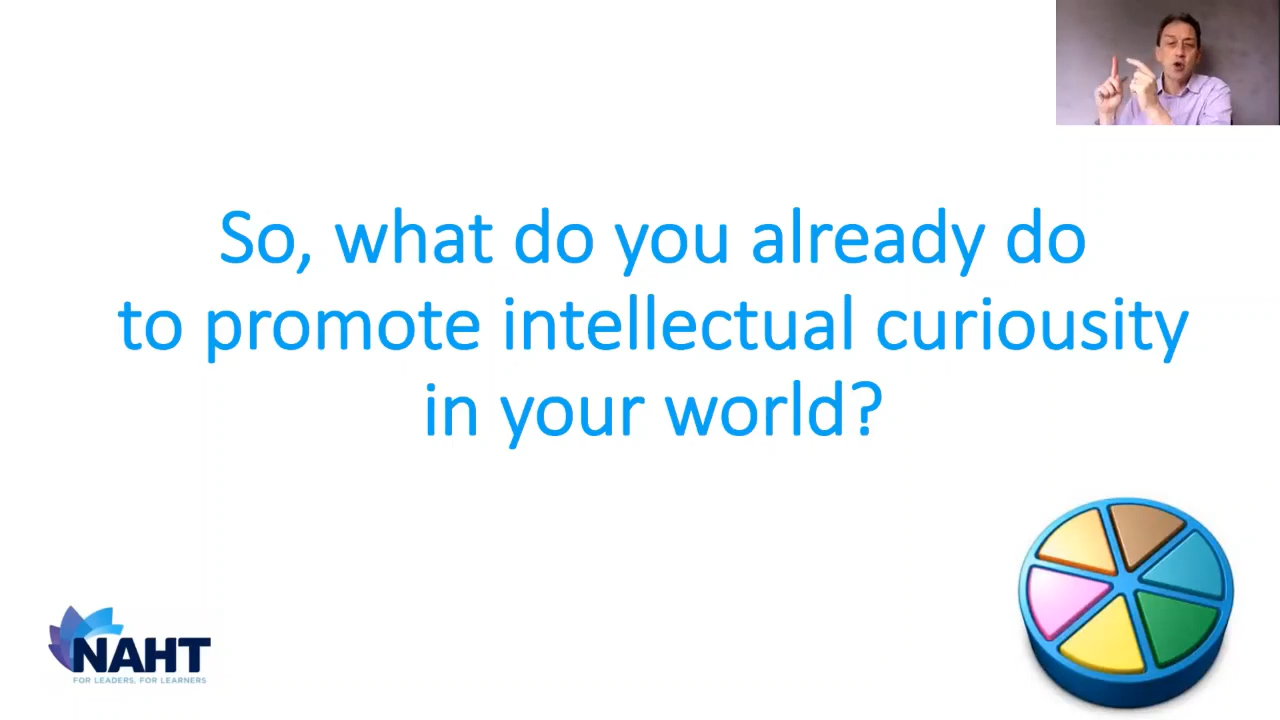 So, what do you already do
to promote intellectual curiousity
in your world?
NAHT
FOR LEADERS, FOR LEARNERS